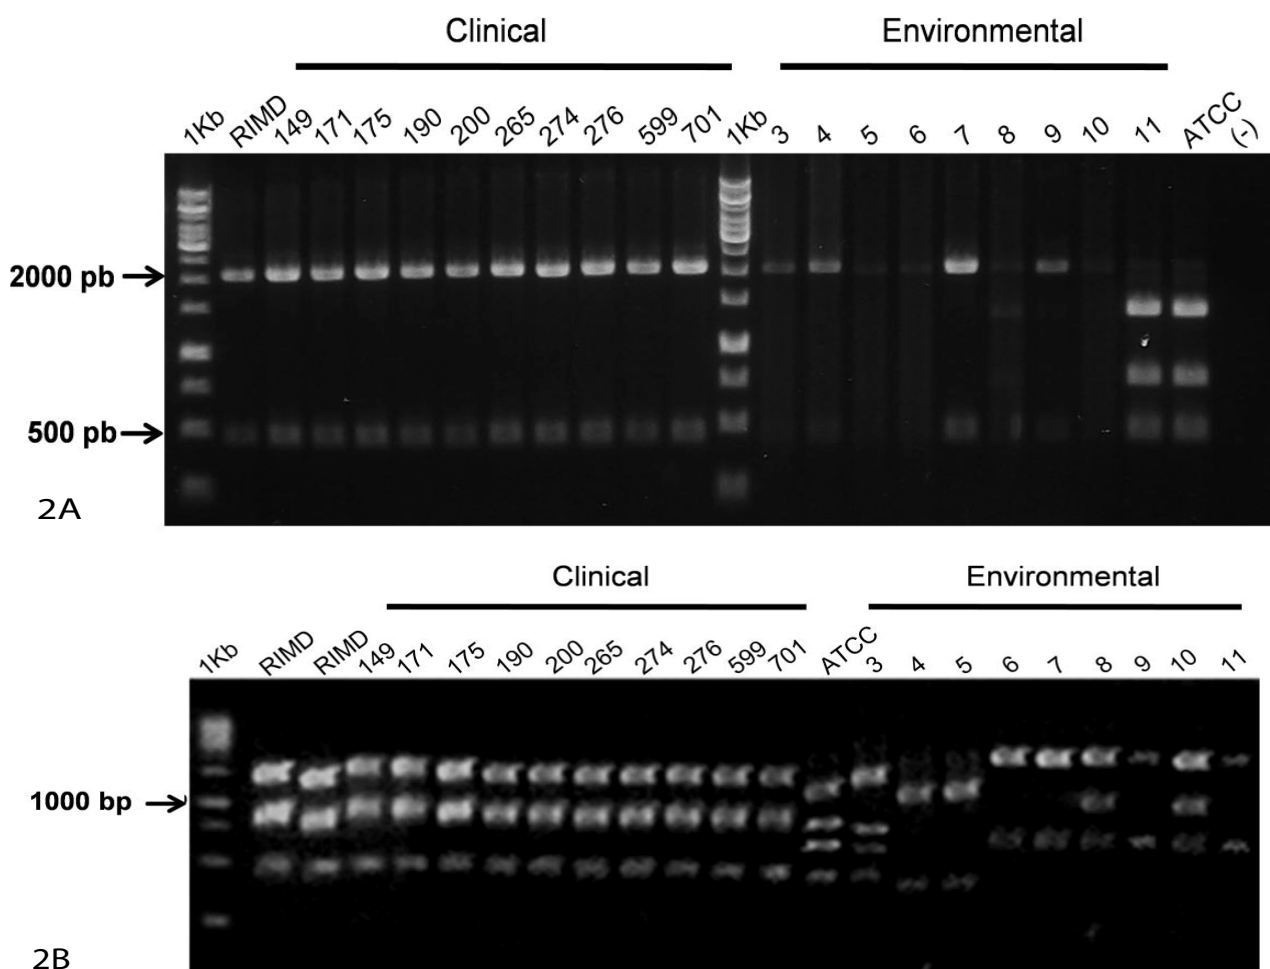 Clinical Environmental
1Kb RIMD 149 171 175 190 200 265 274 276 599 701 1Kb 3 4 5 6 7 8 9 10 11 ATCC (-)
2000 pb
500 pb
2A
Clinical Environmental
1Kb RIMD RIMD 149 171 175 190 200 265 274 276 599 701 ATCC 3 4 5 6 7 8 9 10 11
1000 bp
2B